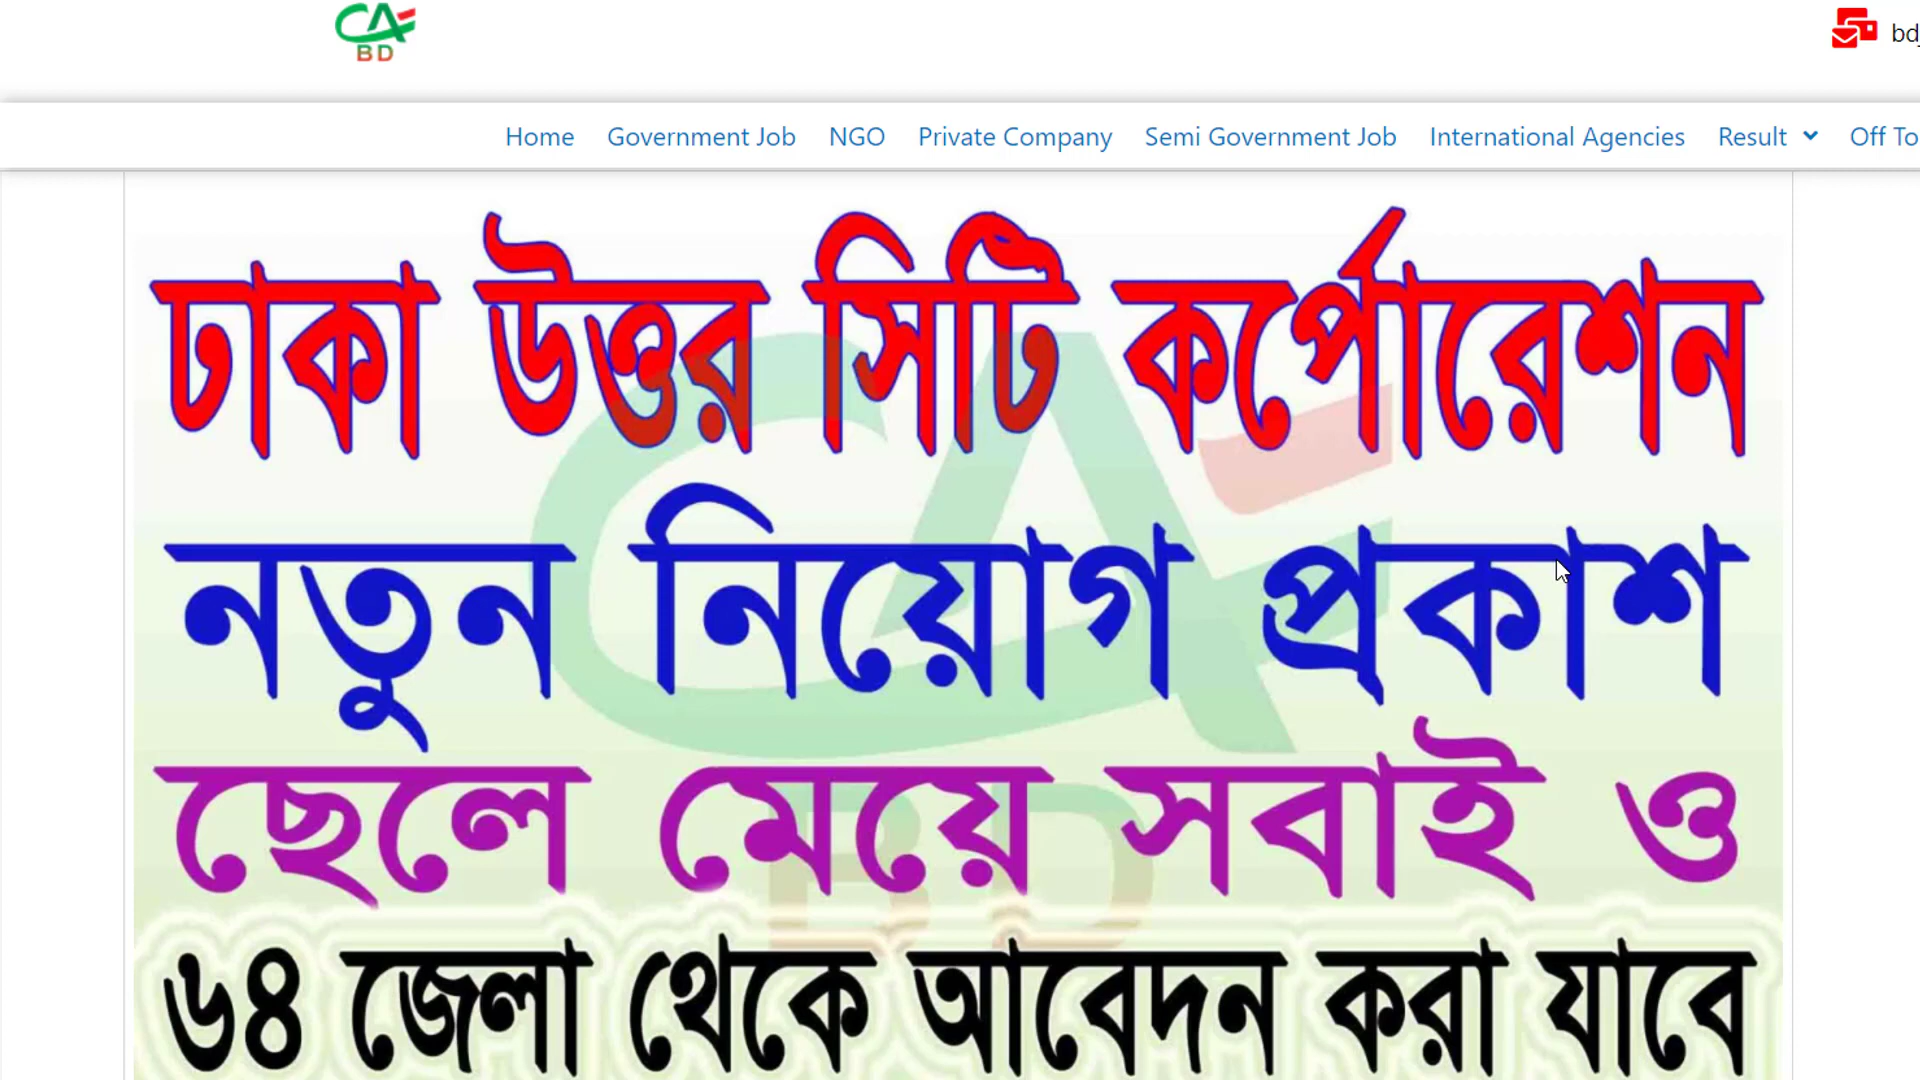 CA
BD
bd
Home Government Job NGO Private Company Semi Government Job International Agencies Result Off To
ঢাকা উত্তর সিটি কর্পোরেশন
নতুন নিয়োগ প্রকাশ
ছেলে মেয়ে সবাই ও
৬৪ জেলা থেকে আবেদন করা যাবে